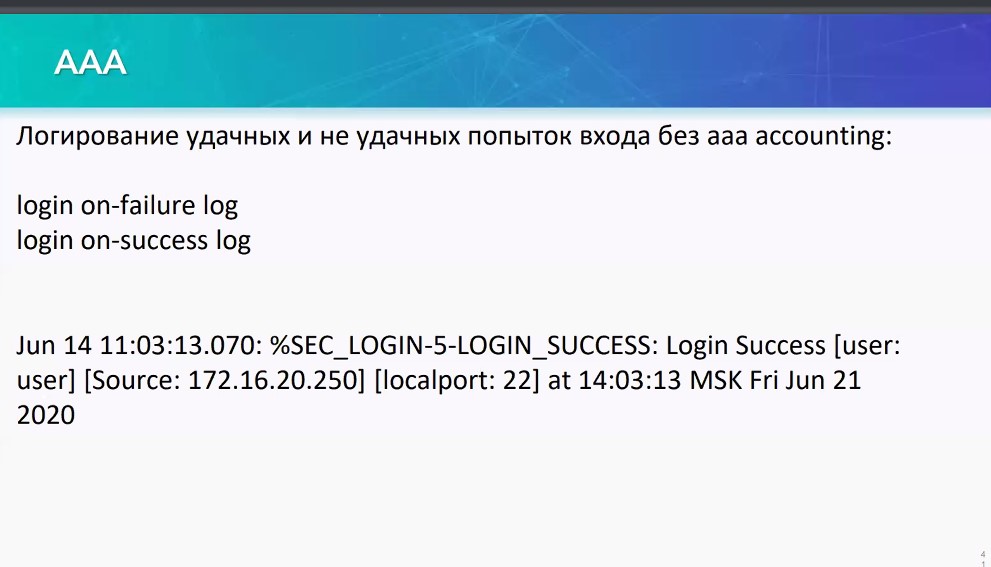 AAA
Логирование удачных и не удачных попыток входа без aaa accounting:
login on-failure log
login on-success log
Jun 14 11:03:13.070: %SEC_LOGIN-5-LOGIN_SUCCESS: Login Success [user:
user] [Source: 172.16.20.250] [localport: 22] at 14:03:13 MSK Fri Jun 21
2020
4
1